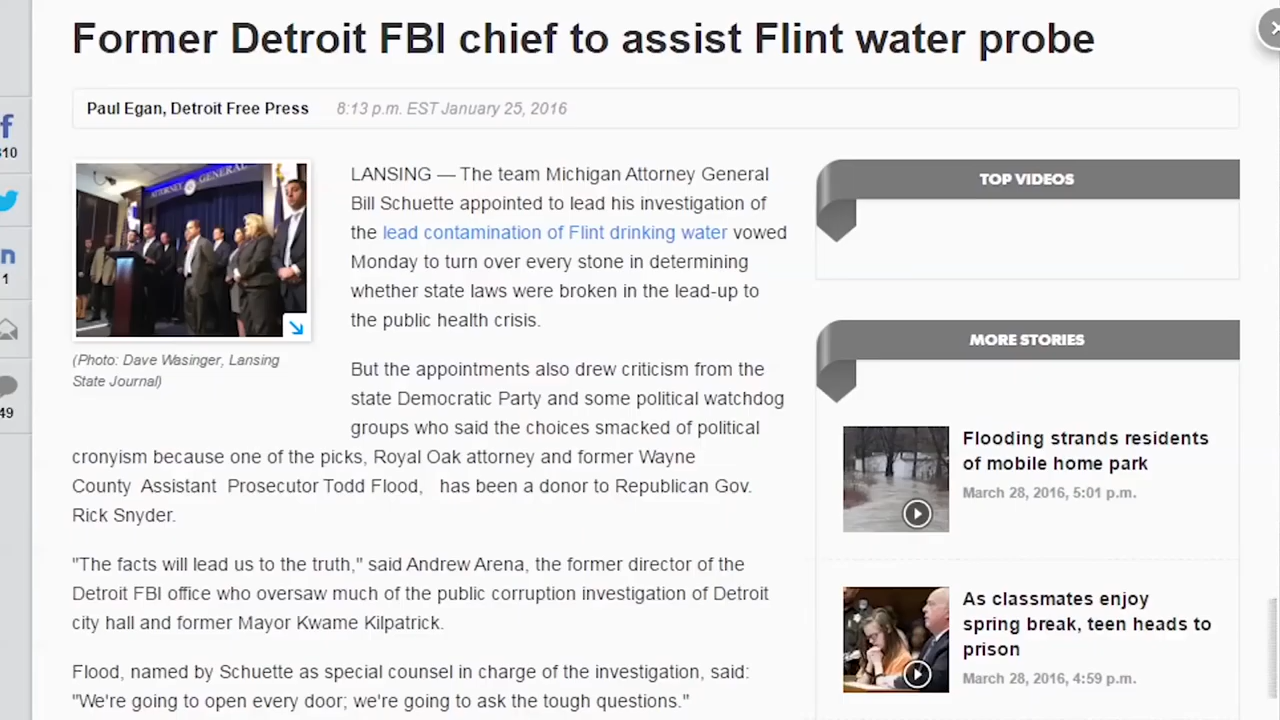 Former Detroit FBI chief to assist Flint water probe
Paul Egan, Detroit Free Press 8:13 p.m. EST January 25, 2016
f
310
in
1
49
ATTORNEY GENERAL
(Photo: Dave Wasinger, Lansing
State Journal)
LANSING — The team Michigan Attorney General
Bill Schuette appointed to lead his investigation of
the lead contamination of Flint drinking water vowed
Monday to turn over every stone in determining
whether state laws were broken in the lead-up to
the public health crisis.
But the appointments also drew criticism from the
state Democratic Party and some political watchdog
groups who said the choices smacked of political
cronyism because one of the picks, Royal Oak attorney and former Wayne
County Assistant Prosecutor Todd Flood, has been a donor to Republican Gov.
Rick Snyder.
"The facts will lead us to the truth," said Andrew Arena, the former director of the
Detroit FBI office who oversaw much of the public corruption investigation of Detroit
city hall and former Mayor Kwame Kilpatrick.
Flood, named by Schuette as special counsel in charge of the investigation, said:
"We're going to open every door; we're going to ask the tough questions."
TOP VIDEOS
MORE STORIES
Flooding strands residents
of mobile home park
March 28, 2016, 5:01 p.m.
As classmates enjoy
spring break, teen heads to
prison
March 28, 2016, 4:59 p.m.